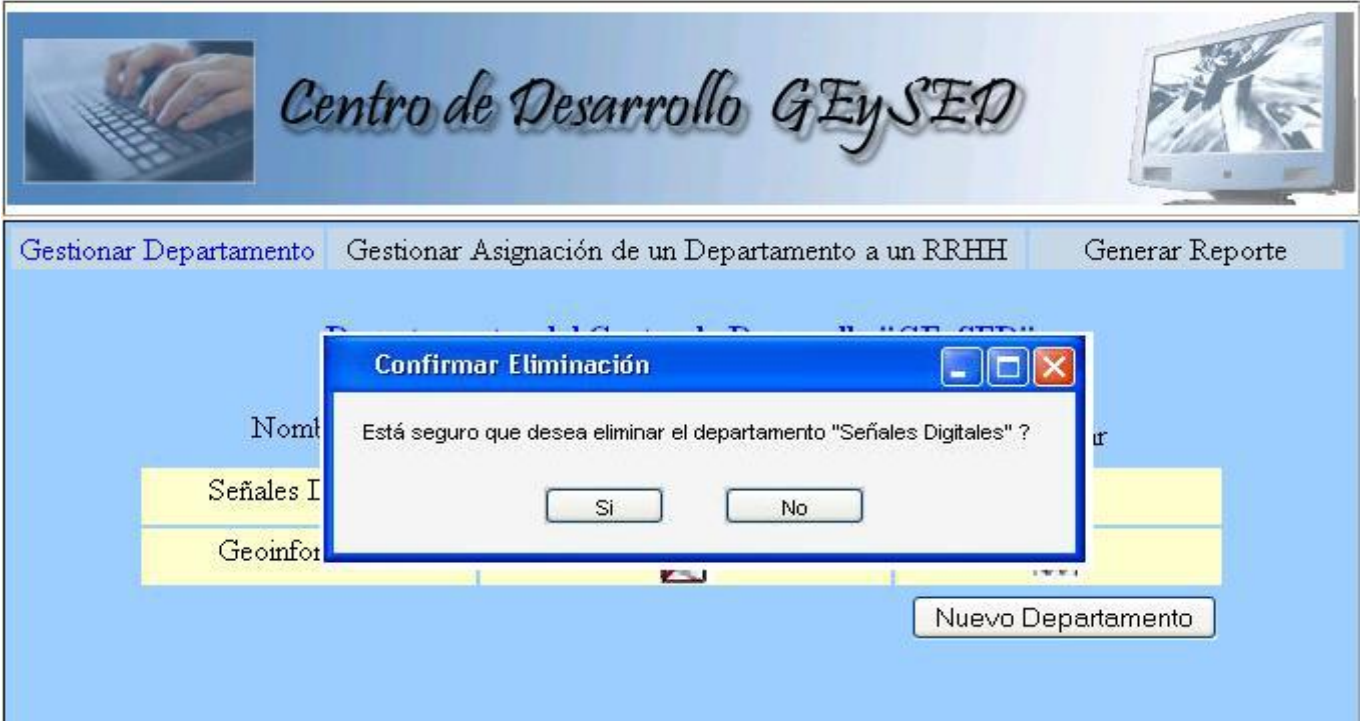 Centro de Desarrollo GEySED
Gestionar Departamento Gestionar Asignación de un Departamento a un RRHH Generar Reporte
Confirmar Eliminación
Está seguro que desea eliminar el departamento "Señales Digitales" ?
Señales
Si No
Nuevo Departamento